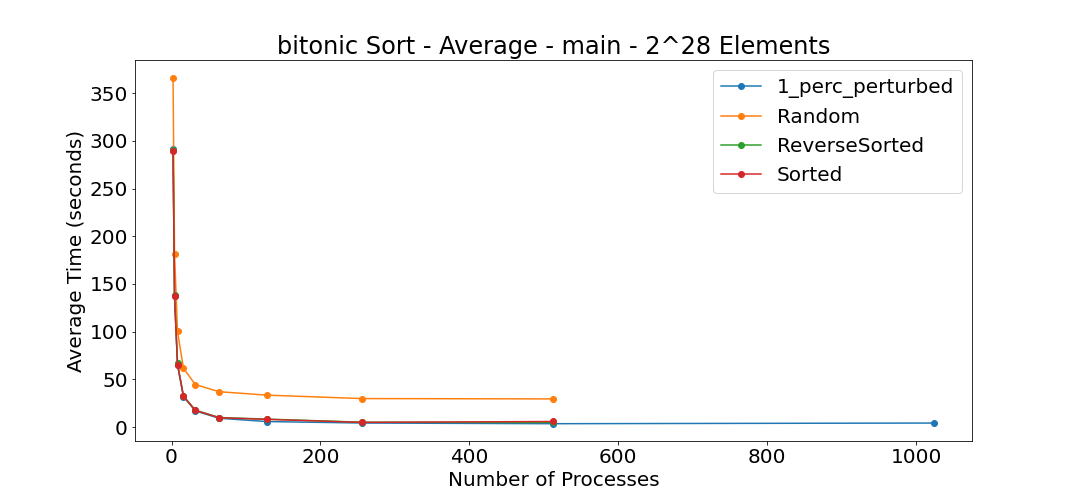 bitonic Sort - Average - main - 2^28 Elements
1_perc_perturbed
Random
ReverseSorted
Sorted
Average Time (seconds)
350
300
250
200
150
100
50
0
0 200 400 600 800 1000
Number of Processes